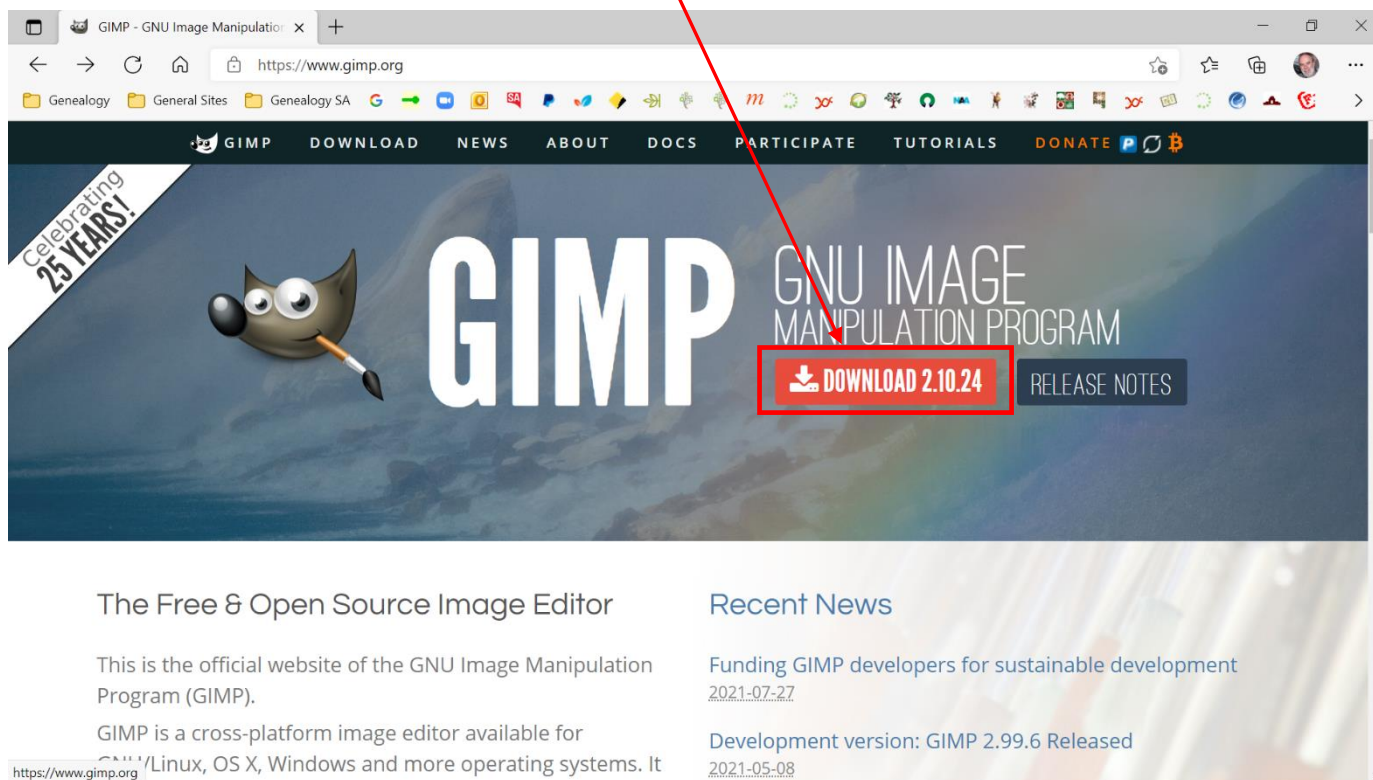 GIMP - GNU Image Manipulation
https://www.gimp.org
Genealogy General Sites Genealogy SA
GIMP DOWNLOAD NEWS ABOUT DOCS PARTICIPATE TUTORIALS DONATE
Celebrating
25 YEARS!
GIMP
GNU IMAGE
MANIPULATION PROGRAM
DOWNLOAD 2.10.24 RELEASE NOTES
The Free & Open Source Image Editor
This is the official website of the GNU Image Manipulation
Program (GIMP).
GIMP is a cross-platform image editor available for
GNU/Linux, OS X, Windows and more operating systems. It
Recent News
Funding GIMP developers for sustainable development
2021-07-27
Development version: GIMP 2.99.6 Released
2021-05-08
https://www.gimp.org